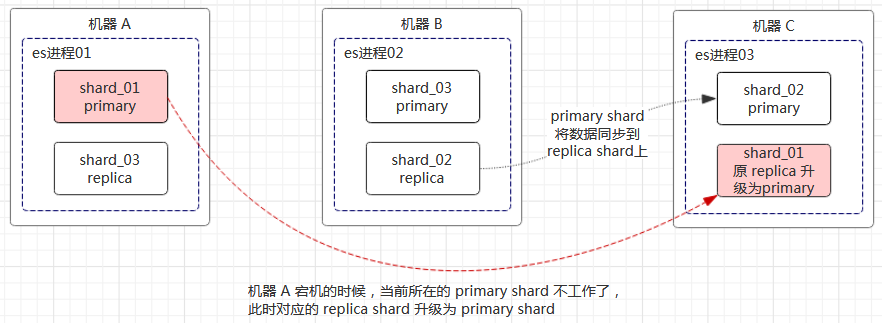 机器 A
es进程01
shard_01
primary
shard_03
replica
机器 B
es进程02
shard_03
primary
shard_02
replica
primary shard
将数据同步到
replica shard上
机器 C
es进程03
shard_02
primary
shard_01
原 replica 升
级为primary
机器 A 宕机的时候，当前所在的 primary shard 不工作了，
此时对应的 replica shard 升级为 primary shard